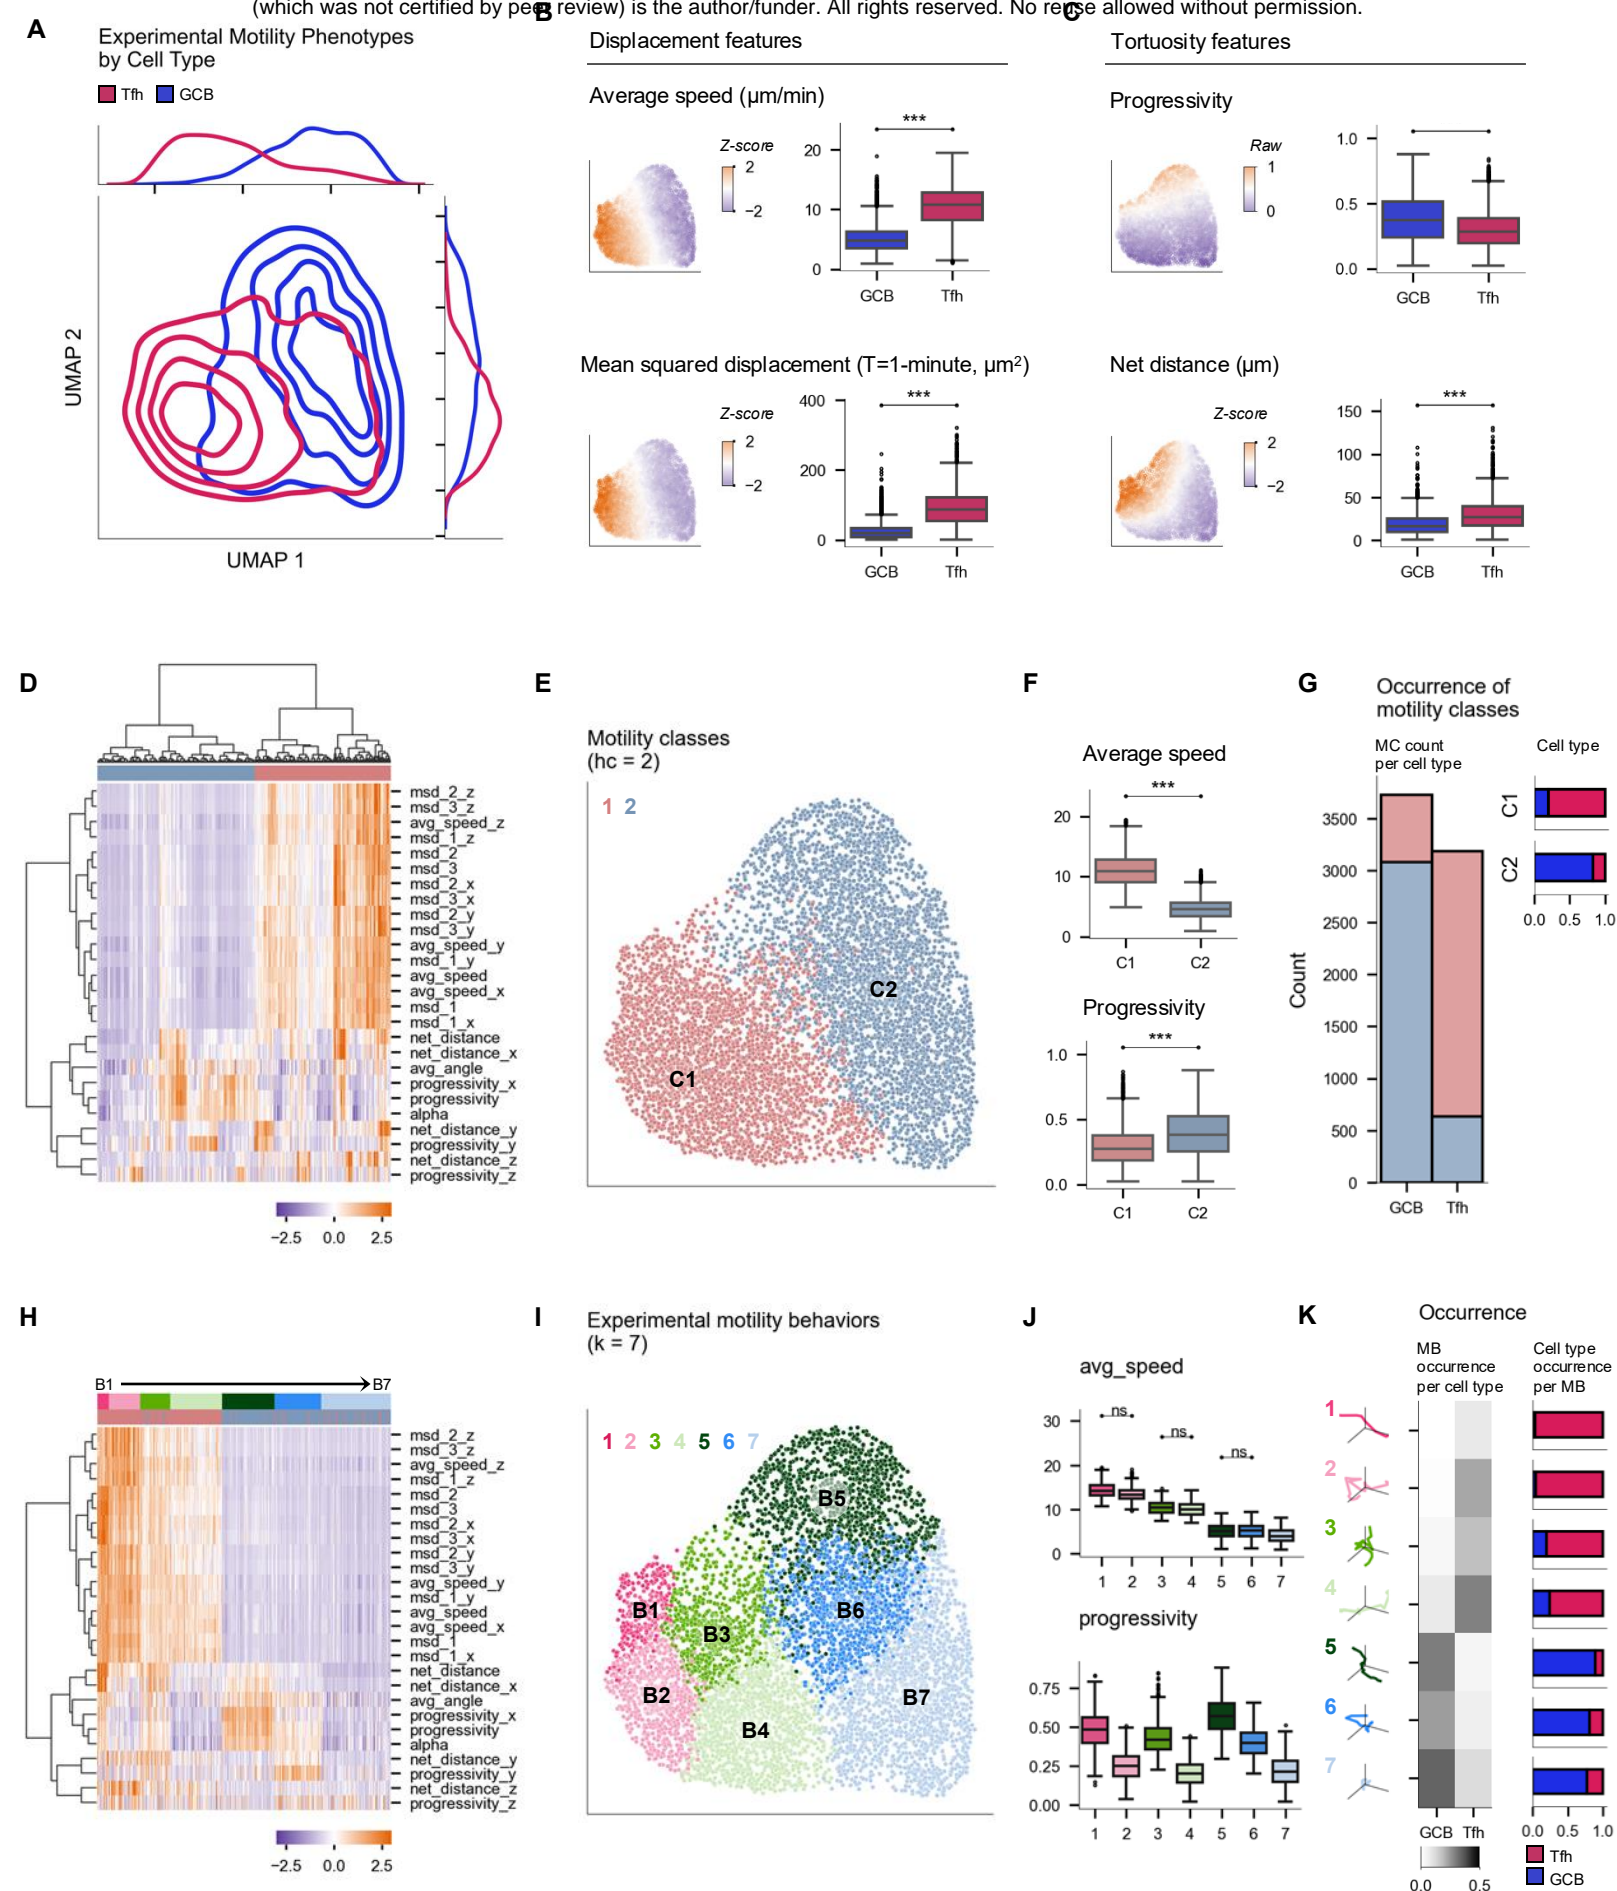 (which was not certified by peer review) is the author/funder. All rights reserved. No reuse allowed without permission.
A
Experimental Motility Phenotypes
by Cell Type
Tfh GCB
UMAP 2
UMAP 1
B
Displacement features
Average speed (µm/min)
Z-score
2
−2
***
20
10
0
GCB Tfh
Mean squared displacement (T=1-minute, µm²)
Z-score
2
−2
***
400
200
0
GCB Tfh
C
Tortuosity features
Progressivity
Raw
1
0
1.0
0.5
0.0
GCB Tfh
Net distance (µm)
Z-score
2
−2
***
150
100
50
0
GCB Tfh
D
msd_2_z
msd_3_z
avg_speed_z
msd_1_z
msd_2
msd_3
msd_2_x
msd_3_x
msd_2_y
msd_3_y
avg_speed_y
msd_1_y
avg_speed
avg_speed_x
msd_1
msd_1_x
net_distance
net_distance_x
avg_angle
progressivity_x
progressivity
alpha
net_distance_y
progressivity_y
net_distance_z
progressivity_z
−2.5 0.0 2.5
E
Motility classes
(hc = 2)
1 2
C2
C1
F
Average speed
***
20
10
0
C1 C2
Progressivity
***
1.0
0.5
0.0
C1 C2
G
Occurrence of
motility classes
MC count
per cell type
Count
3500
3000
2500
2000
1500
1000
500
0
GCB Tfh
Cell type
C1
C2
0.0 0.5 1.0
H
B1 B7
msd_2_z
msd_3_z
avg_speed_z
msd_1_z
msd_2
msd_3
msd_2_x
msd_3_x
msd_2_y
msd_3_y
avg_speed_y
msd_1_y
avg_speed
avg_speed_x
msd_1
msd_1_x
net_distance
net_distance_x
avg_angle
progressivity_x
progressivity
alpha
net_distance_y
progressivity_y
net_distance_z
progressivity_z
−2.5 0.0 2.5
I
Experimental motility behaviors
(k = 7)
1 2 3 4 5 6 7
B5
B1
B6
B3
B2
B7
B4
J
avg_speed
ns
ns
ns
30
20
10
0
1 2 3 4 5 6 7
progressivity
0.75
0.50
0.25
0.00
1 2 3 4 5 6 7
K
Occurrence
MB
occurrence
per cell type
Cell type
occurrence
per MB
1
2
3
4
5
6
7
GCB Tfh
0.0 0.5
0.0 0.5 1.0
Tfh
GCB